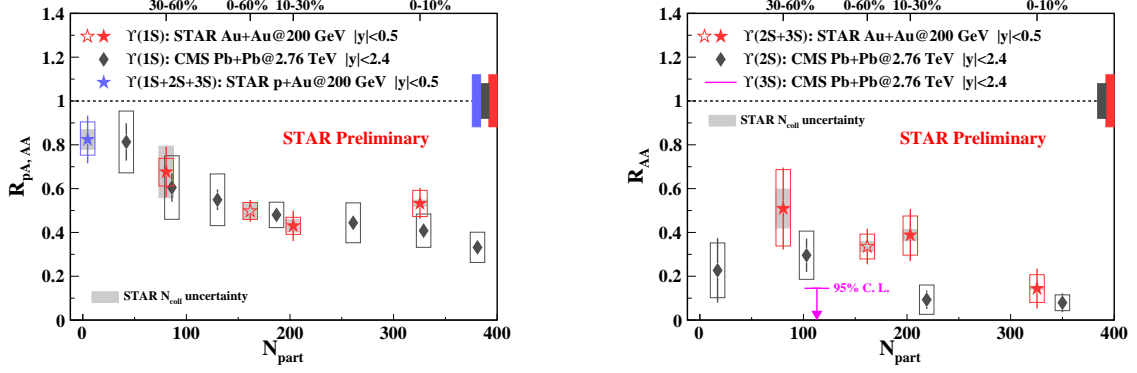 30-60% 0-60% 10-30% 0-10%
1.4
ϒ(1S): STAR Au+Au@200 GeV |y|<0.5
1.2
ϒ(1S): CMS Pb+Pb@2.76 TeV |y|<2.4
ϒ(1S+2S+3S): STAR p+Au@200 GeV |y|<0.5
1
STAR Preliminary
0.8
0.6
0.4
0.2
STAR N_coll uncertainty
0
0 100 200 300 400
R_pA, AA
N_part
30-60% 0-60% 10-30% 0-10%
1.4
ϒ(2S+3S): STAR Au+Au@200 GeV |y|<0.5
1.2
ϒ(2S): CMS Pb+Pb@2.76 TeV |y|<2.4
ϒ(3S): CMS Pb+Pb@2.76 TeV |y|<2.4
1
STAR N_coll uncertainty
STAR Preliminary
0.8
0.6
0.4
0.2
95% C. L.
0
0 100 200 300 400
R_AA
N_part